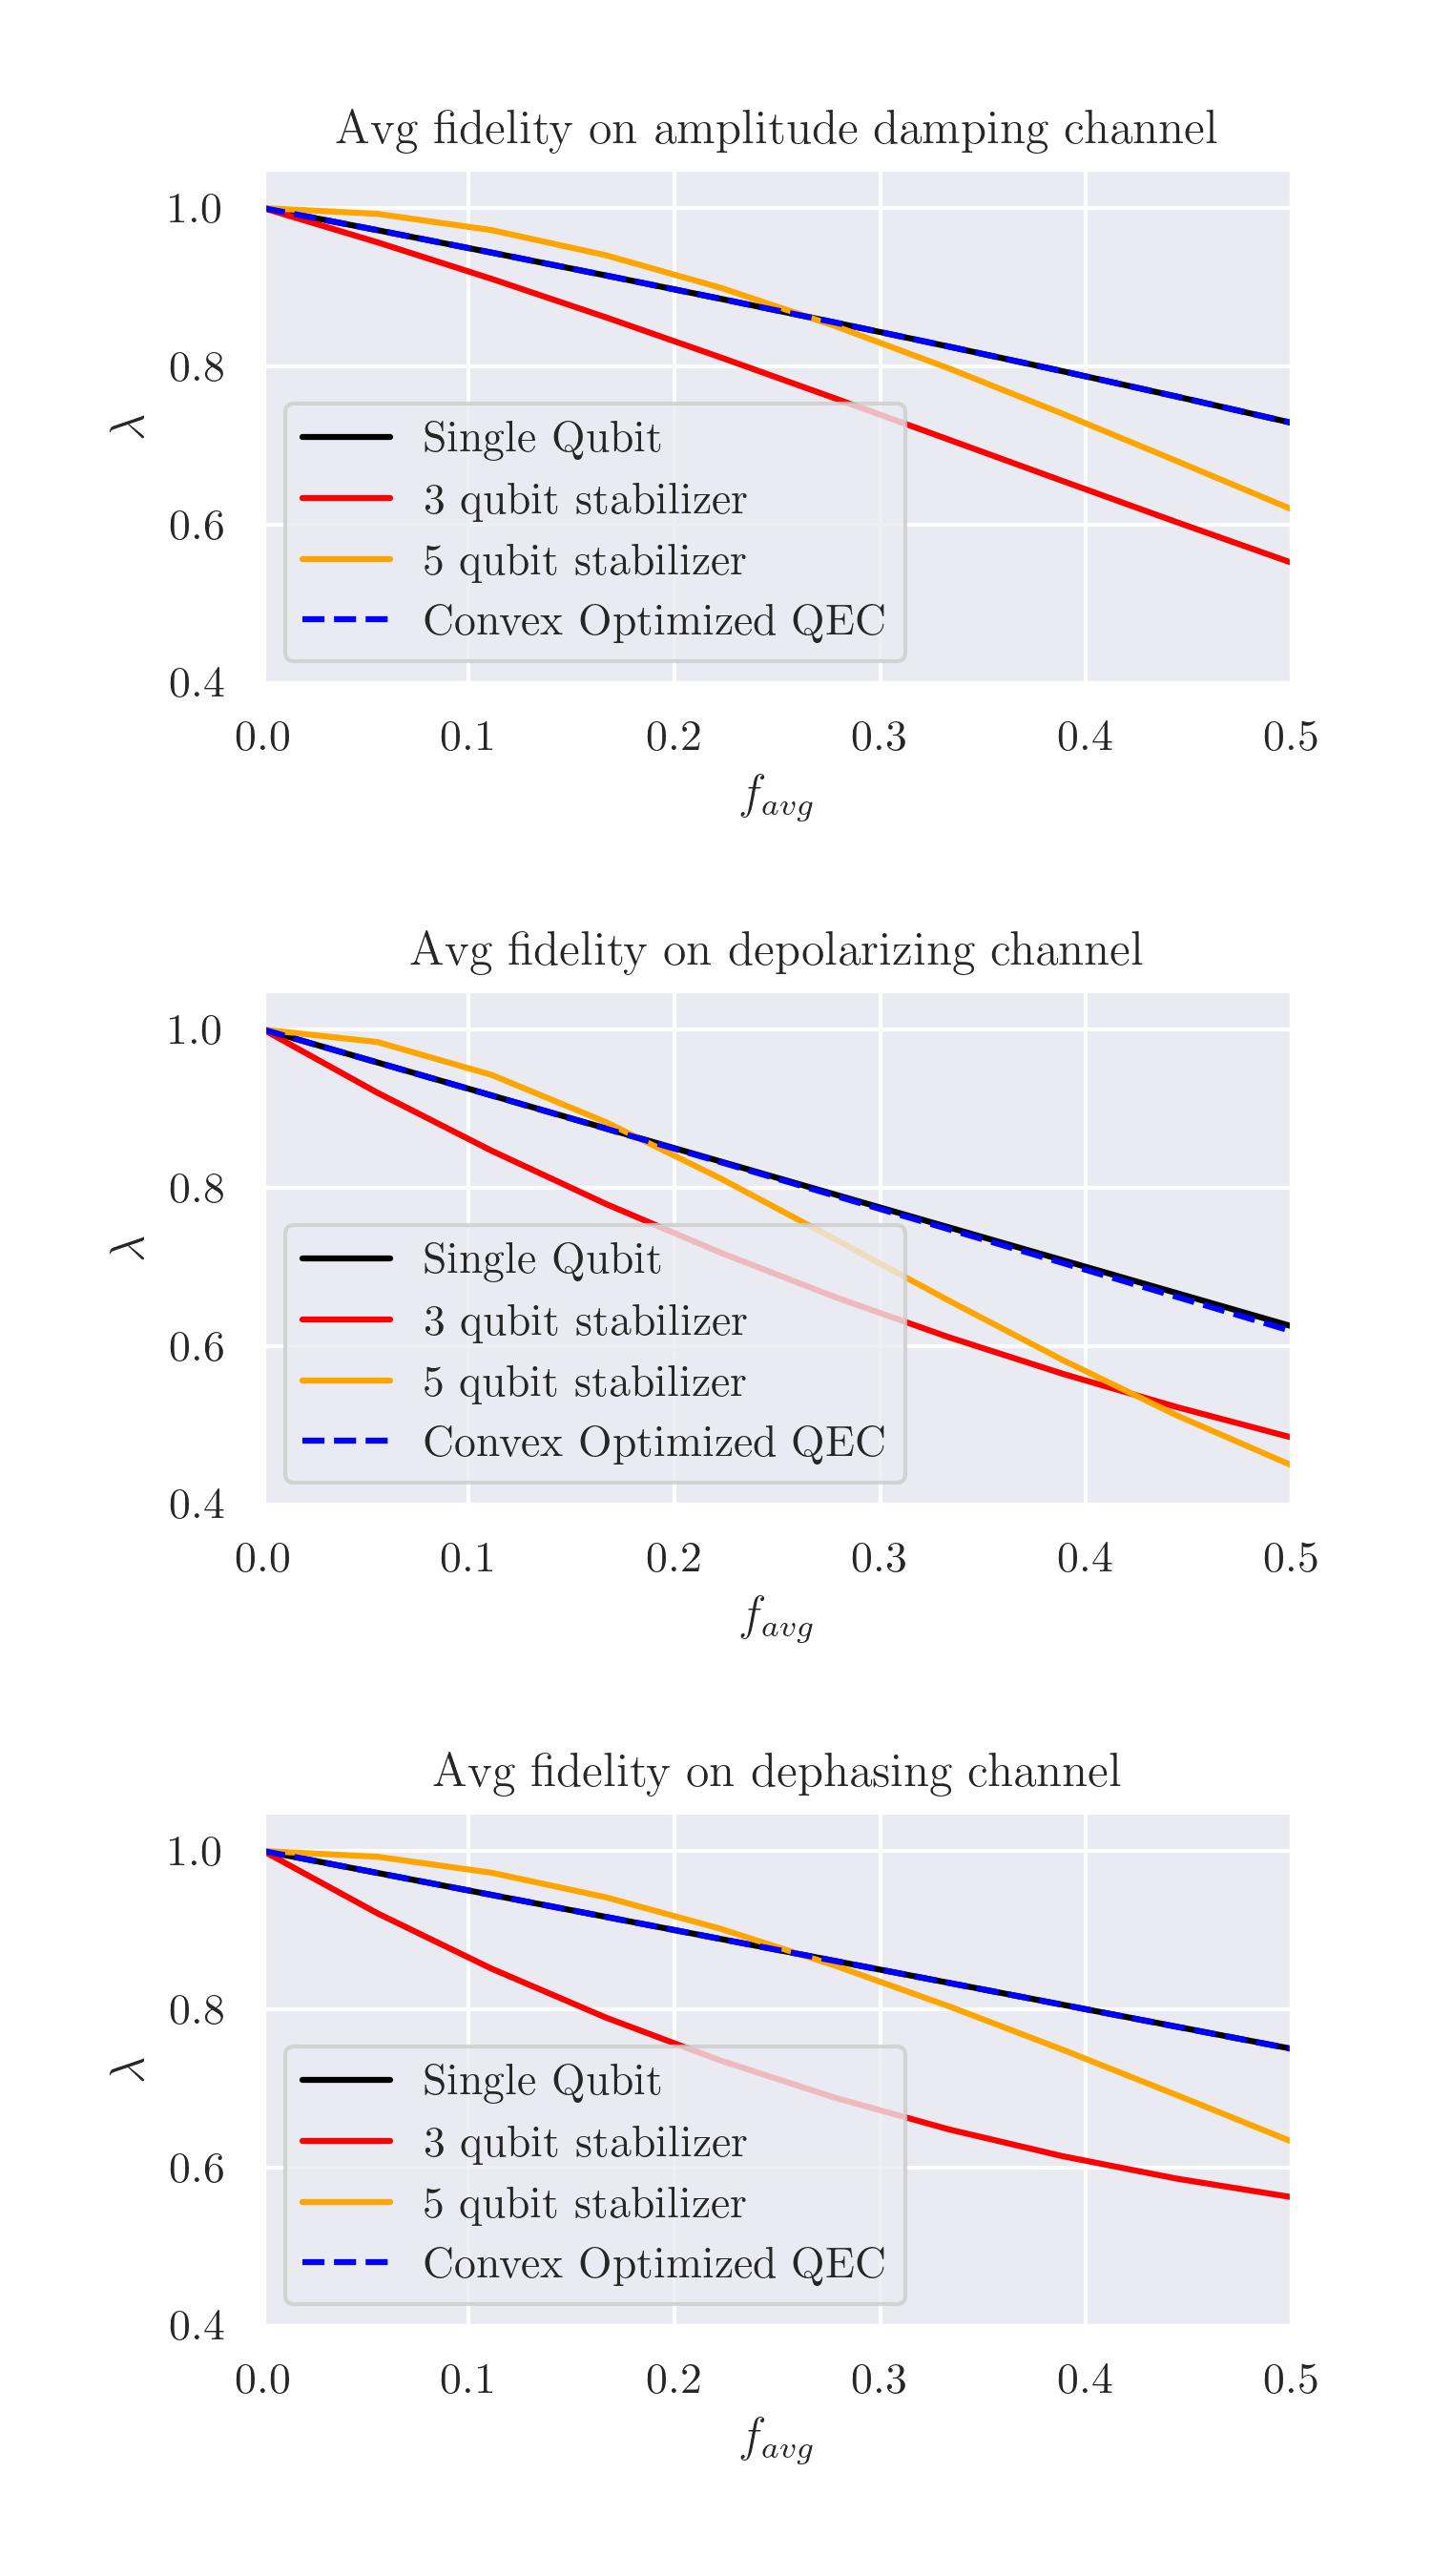 Avg fidelity on amplitude damping channel
1.0
0.8
0.6
0.4
λ
Single Qubit
3 qubit stabilizer
5 qubit stabilizer
Convex Optimized QEC
0.0 0.1 0.2 0.3 0.4 0.5
f_avg
Avg fidelity on depolarizing channel
1.0
0.8
0.6
0.4
λ
Single Qubit
3 qubit stabilizer
5 qubit stabilizer
Convex Optimized QEC
0.0 0.1 0.2 0.3 0.4 0.5
f_avg
Avg fidelity on dephasing channel
1.0
0.8
0.6
0.4
λ
Single Qubit
3 qubit stabilizer
5 qubit stabilizer
Convex Optimized QEC
0.0 0.1 0.2 0.3 0.4 0.5
f_avg